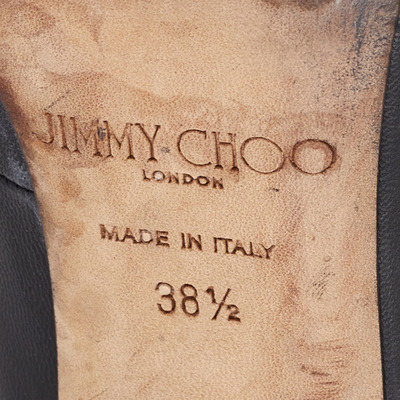 JIMMY CHOO
LONDON
MADE IN ITALY
38½